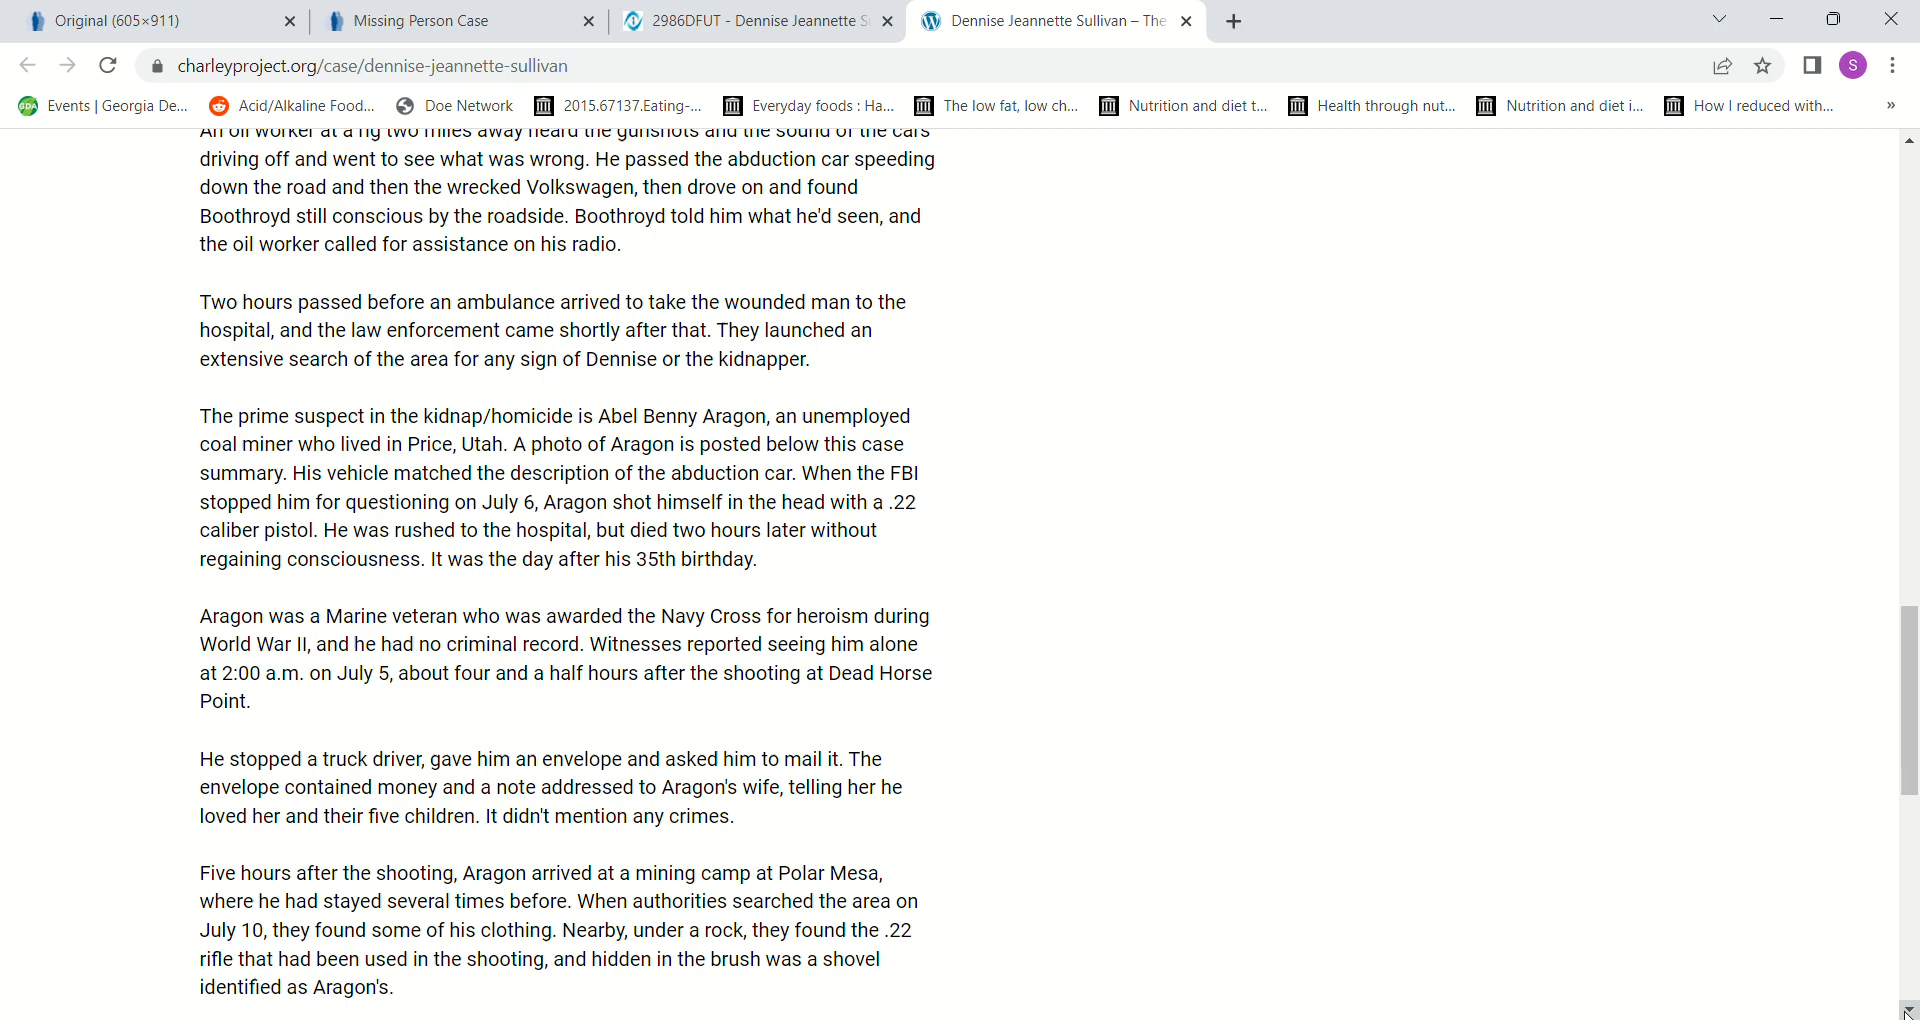 Original (605×911)
Missing Person Case
2986DFUT - Dennise Jeannette S
Dennise Jeannette Sullivan – The
charleyproject.org/case/dennise-jeannette-sullivan
S
GDA Events | Georgia De...
Acid/Alkaline Food...
Doe Network
2015.67137.Eating-...
Everyday foods : Ha...
The low fat, low ch...
Nutrition and diet t...
Health through nut...
Nutrition and diet i...
How I reduced with...
»
An oil worker at a rig two miles away heard the gunshots and the sound of the cars
driving off and went to see what was wrong. He passed the abduction car speeding
down the road and then the wrecked Volkswagen, then drove on and found
Boothroyd still conscious by the roadside. Boothroyd told him what he'd seen, and
the oil worker called for assistance on his radio.
Two hours passed before an ambulance arrived to take the wounded man to the
hospital, and the law enforcement came shortly after that. They launched an
extensive search of the area for any sign of Dennise or the kidnapper.
The prime suspect in the kidnap/homicide is Abel Benny Aragon, an unemployed
coal miner who lived in Price, Utah. A photo of Aragon is posted below this case
summary. His vehicle matched the description of the abduction car. When the FBI
stopped him for questioning on July 6, Aragon shot himself in the head with a .22
caliber pistol. He was rushed to the hospital, but died two hours later without
regaining consciousness. It was the day after his 35th birthday.
Aragon was a Marine veteran who was awarded the Navy Cross for heroism during
World War II, and he had no criminal record. Witnesses reported seeing him alone
at 2:00 a.m. on July 5, about four and a half hours after the shooting at Dead Horse
Point.
He stopped a truck driver, gave him an envelope and asked him to mail it. The
envelope contained money and a note addressed to Aragon's wife, telling her he
loved her and their five children. It didn't mention any crimes.
Five hours after the shooting, Aragon arrived at a mining camp at Polar Mesa,
where he had stayed several times before. When authorities searched the area on
July 10, they found some of his clothing. Nearby, under a rock, they found the .22
rifle that had been used in the shooting, and hidden in the brush was a shovel
identified as Aragon's.